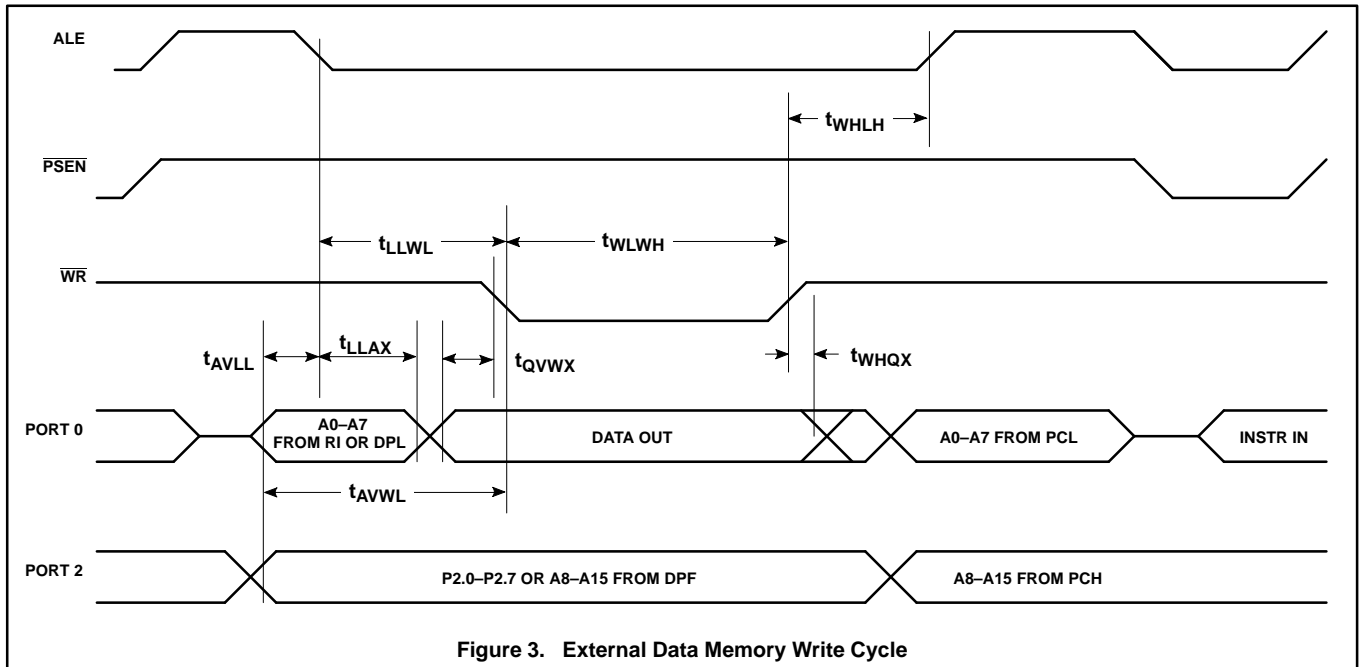 ALE
tWHLH
PSEN
tLLWL
tWLWH
WR
tAVLL
tLLAX
tQVWX
tWHQX
PORT 0
A0–A7
FROM RI OR DPL
DATA OUT
A0–A7 FROM PCL
INSTR IN
tAVWL
PORT 2
P2.0–P2.7 OR A8–A15 FROM DPF
A8–A15 FROM PCH
Figure 3. External Data Memory Write Cycle